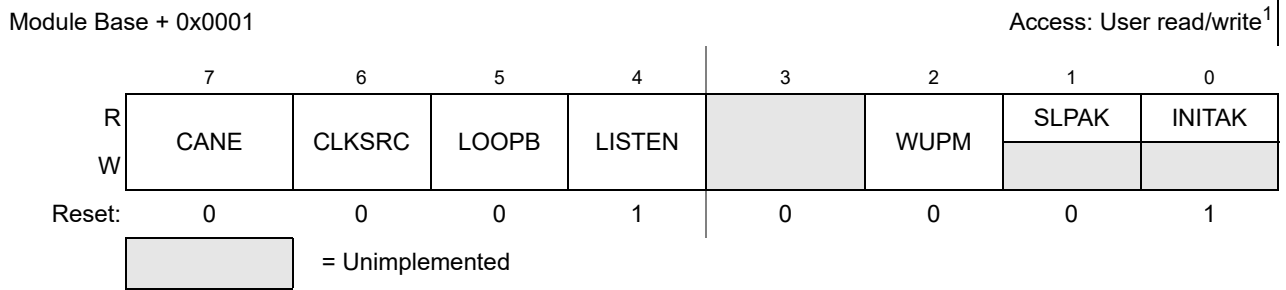 Module Base + 0x0001 Access: User read/write1
7 6 5 4 3 2 1 0
R SLPAK INITAK
CANE CLKSRC LOOPB LISTEN WUPM
W
Reset: 0 0 0 1 0 0 0 1
= Unimplemented